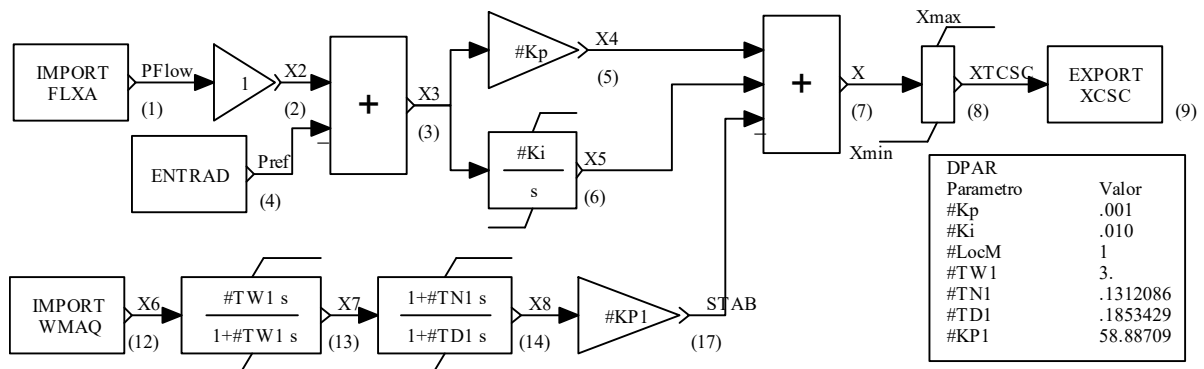 Xmax
IMPORT
FLXA
PFlow
(1)
1
X2
(2)
+
X3
(3)
#Kp
X4
(5)
+
X
(7)
XTCSC
(8)
EXPORT
XCSC
(9)
Xmin
ENTRAD
Pref
(4)
–
#Ki
s
X5
(6)
–
IMPORT
WMAQ
X6
(12)
#TW1 s
1+#TW1 s
X7
(13)
1+#TN1 s
1+#TD1 s
X8
(14)
#KP1
STAB
(17)
DPAR
Parametro Valor
#Kp .001
#Ki .010
#LocM 1
#TW1 3.
#TN1 .1312086
#TD1 .1853429
#KP1 58.88709